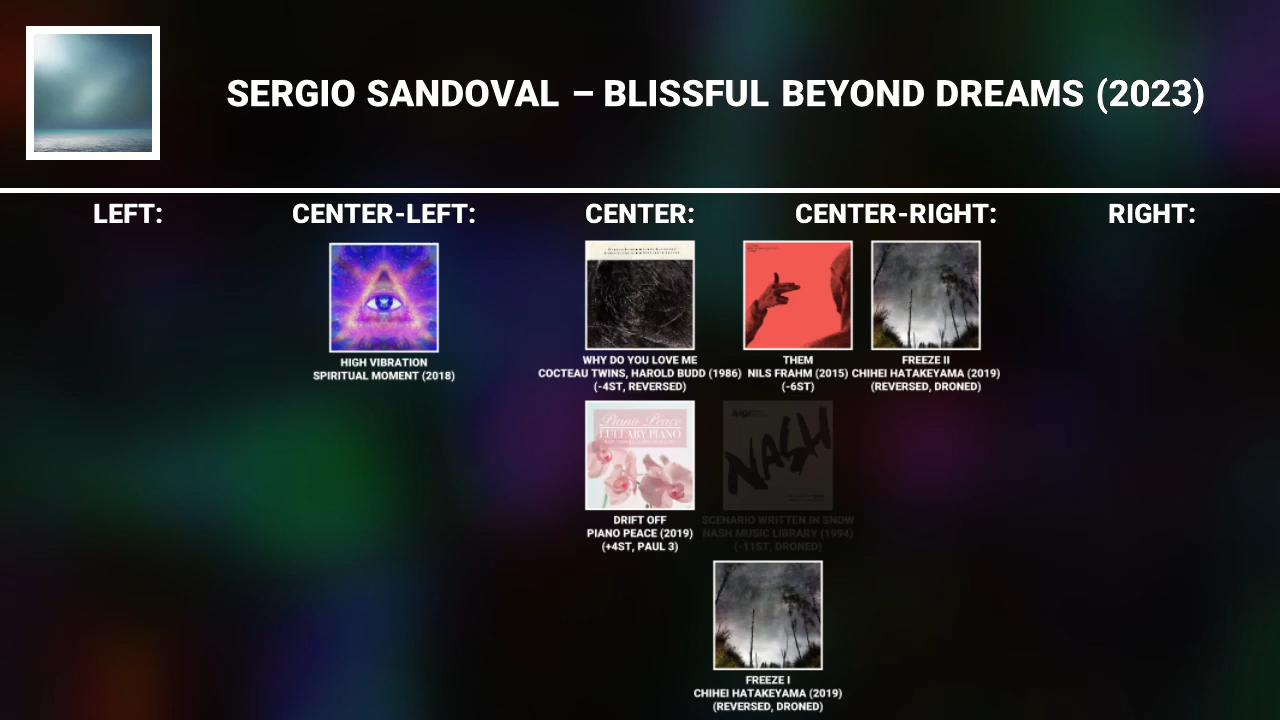 SERGIO SANDOVAL – BLISSFUL BEYOND DREAMS (2023)
LEFT:
CENTER-LEFT:
CENTER:
CENTER-RIGHT:
RIGHT:
HIGH VIBRATION
SPIRITUAL MOMENT (2018)
WHY DO YOU LOVE ME
COCTEAU TWINS, HAROLD BUDD (1986)
(-4ST, REVERSED)
THEM
NILS FRAHM (2015)
(-6ST)
FREEZE II
CHIHEI HATAKEYAMA (2019)
(REVERSED, DRONED)
Piano Peace
LULLABY PIANO
DRIFT OFF
PIANO PEACE (2019)
(+4ST, PAUL 3)
NASH
SCENARIO WRITTEN IN SNOW
NASH MUSIC LIBRARY (1994)
(-11ST, DRONED)
FREEZE I
CHIHEI HATAKEYAMA (2019)
(REVERSED, DRONED)